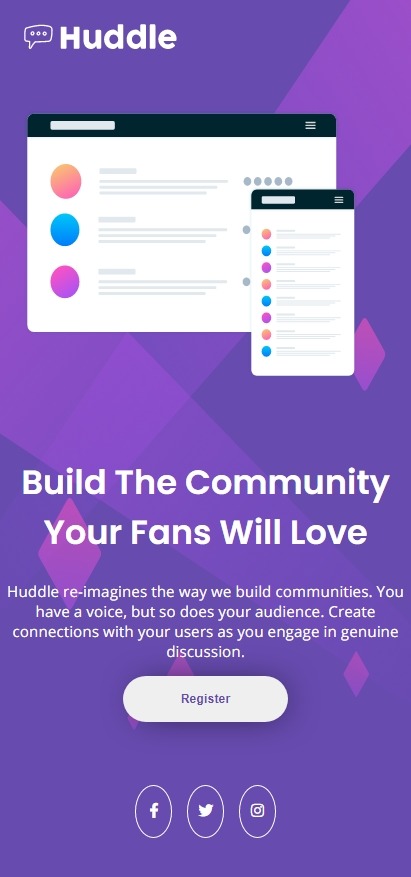 Huddle
Build The Community
Your Fans Will Love
Huddle re-imagines the way we build communities. You
have a voice, but so does your audience. Create
connections with your users as you engage in genuine
discussion.
Register